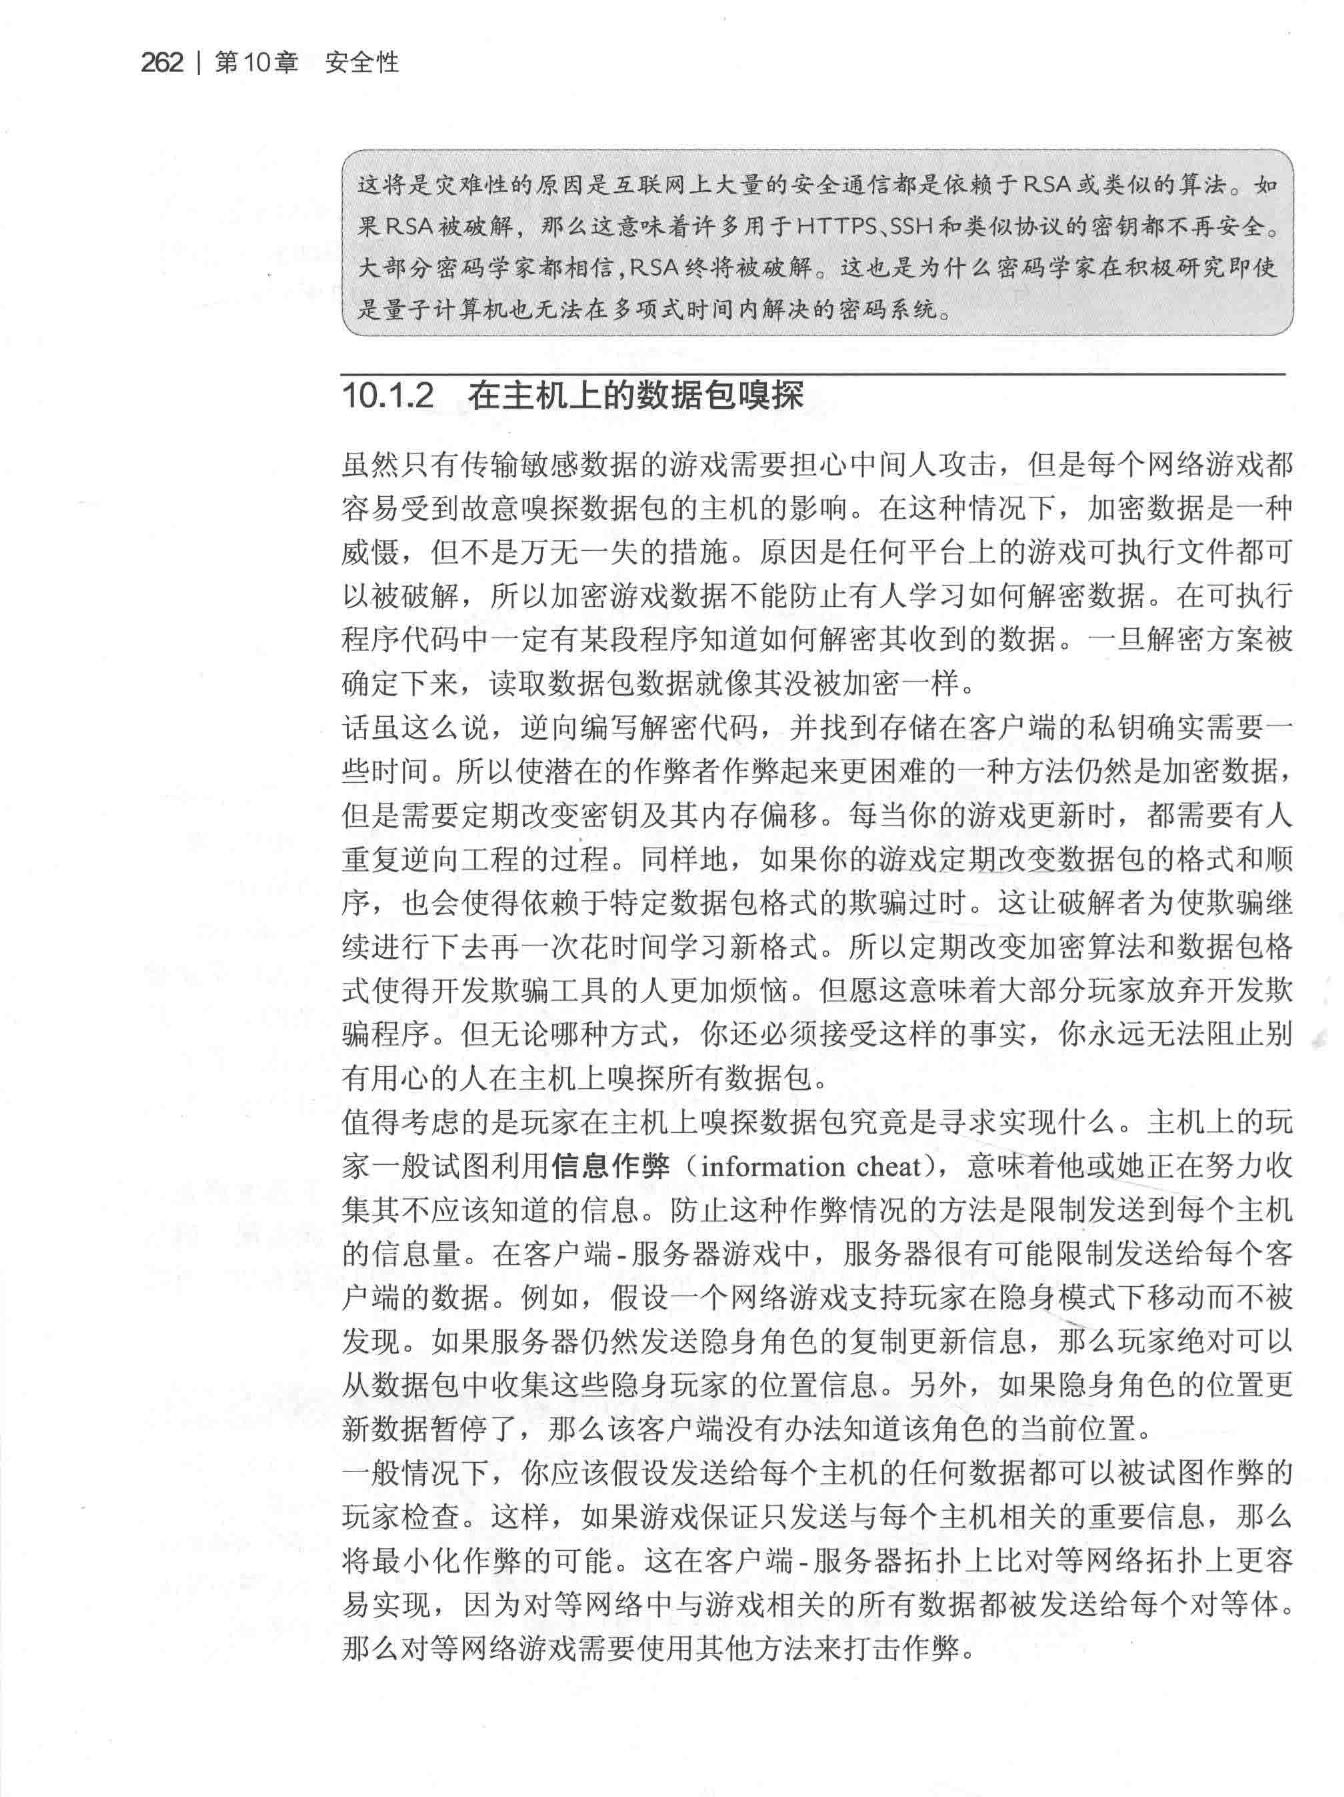 262 | 第10章　安全性
这将是灾难性的原因是互联网上大量的安全通信都是依赖于RSA或类似的算法。如
果RSA被破解，那么这意味着许多用于HTTPS、SSH和类似协议的密钥都不再安全。
大部分密码学家都相信，RSA终将被破解。这也是为什么密码学家在积极研究即使
是量子计算机也无法在多项式时间内解决的密码系统。
10.1.2　在主机上的数据包嗅探
虽然只有传输敏感数据的游戏需要担心中间人攻击，但是每个网络游戏都
容易受到故意嗅探数据包的主机的影响。在这种情况下，加密数据是一种
威慑，但不是万无一失的措施。原因是任何平台上的游戏可执行文件都可
以被破解，所以加密游戏数据不能防止有人学习如何解密数据。在可执行
程序代码中一定有某段程序知道如何解密其收到的数据。一旦解密方案被
确定下来，读取数据包数据就像其没被加密一样。
话虽这么说，逆向编写解密代码，并找到存储在客户端的私钥确实需要一
些时间。所以使潜在的作弊者作弊起来更困难的一种方法仍然是加密数据，
但是需要定期改变密钥及其内存偏移。每当你的游戏更新时，都需要有人
重复逆向工程的过程。同样地，如果你的游戏定期改变数据包的格式和顺
序，也会使得依赖于特定数据包格式的欺骗过时。这让破解者为使欺骗继
续进行下去再一次花时间学习新格式。所以定期改变加密算法和数据包格
式使得开发欺骗工具的人更加烦恼。但愿这意味着大部分玩家放弃开发欺
骗程序。但无论哪种方式，你还必须接受这样的事实，你永远无法阻止别
有用心的人在主机上嗅探所有数据包。
值得考虑的是玩家在主机上嗅探数据包究竟是寻求实现什么。主机上的玩
家一般试图利用信息作弊（information cheat），意味着他或她正在努力收
集其不应该知道的信息。防止这种作弊情况的方法是限制发送到每个主机
的信息量。在客户端-服务器游戏中，服务器很有可能限制发送给每个客
户端的数据。例如，假设一个网络游戏支持玩家在隐身模式下移动而不被
发现。如果服务器仍然发送隐身角色的复制更新信息，那么玩家绝对可以
从数据包中收集这些隐身玩家的位置信息。另外，如果隐身角色的位置更
新数据暂停了，那么该客户端没有办法知道该角色的当前位置。
一般情况下，你应该假设发送给每个主机的任何数据都可以被试图作弊的
玩家检查。这样，如果游戏保证只发送与每个主机相关的重要信息，那么
将最小化作弊的可能。这在客户端-服务器拓扑上比对等网络拓扑上更容
易实现，因为对等网络中与游戏相关的所有数据都被发送给每个对等体。
那么对等网络游戏需要使用其他方法来打击作弊。